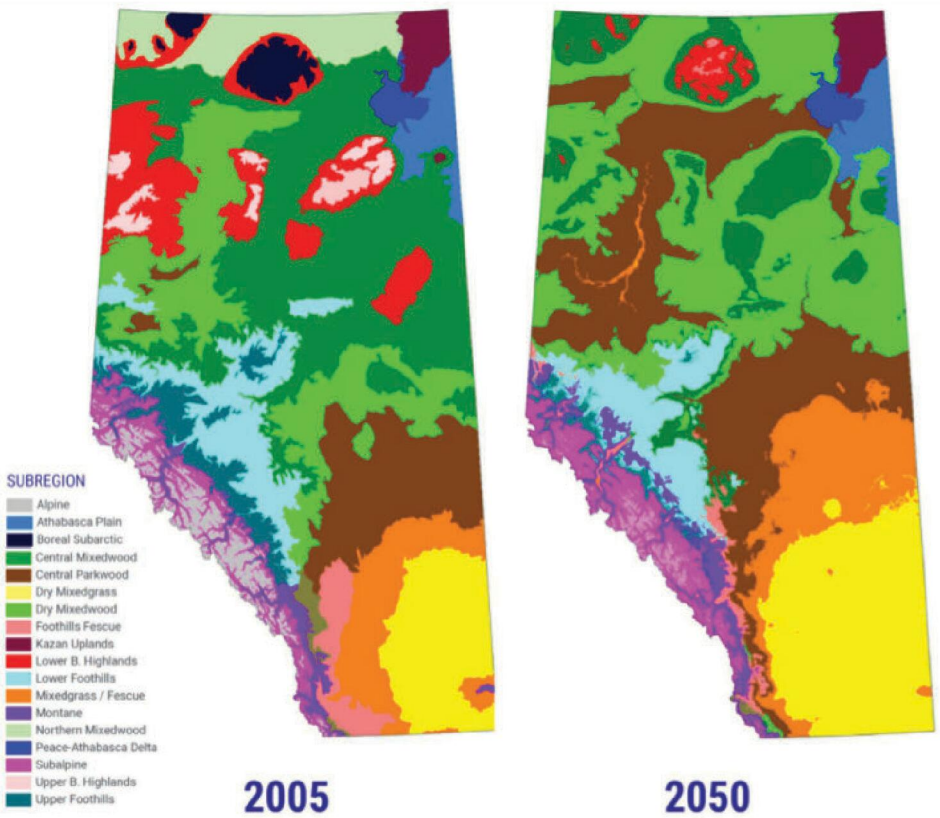 SUBREGION
Alpine
Athabasca Plain
Boreal Subarctic
Central Mixedwood
Central Parkwood
Dry Mixedgrass
Dry Mixedwood
Foothills Fescue
Kazan Uplands
Lower B. Highlands
Lower Foothills
Mixedgrass / Fescue
Montane
Northern Mixedwood
Peace-Athabasca Delta
Subalpine
Upper B. Highlands
Upper Foothills
2005
2050